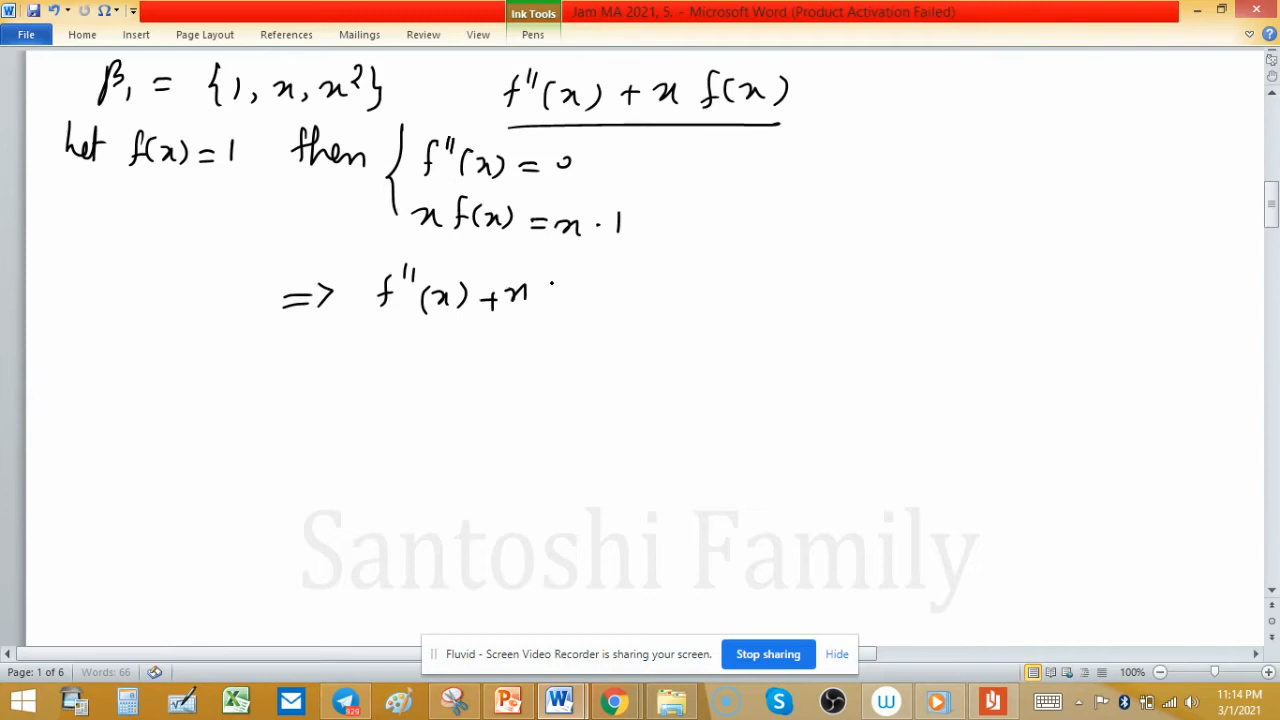 Ink Tools
Jam MA 2021, 5. - Microsoft Word (Product Activation Failed)
File Home Insert Page Layout References Mailings Review View Pens
β₁ = {1, x, x²} f''(x) + x f(x)
Let f(x) = 1 then { f''(x) = 0
x f(x) = x · 1
=> f''(x) + x ·
Santoshi Family
Fluvid - Screen Video Recorder is sharing your screen. Stop sharing Hide
Page: 1 of 6 Words: 66 100%
929
11:14 PM
3/1/2021